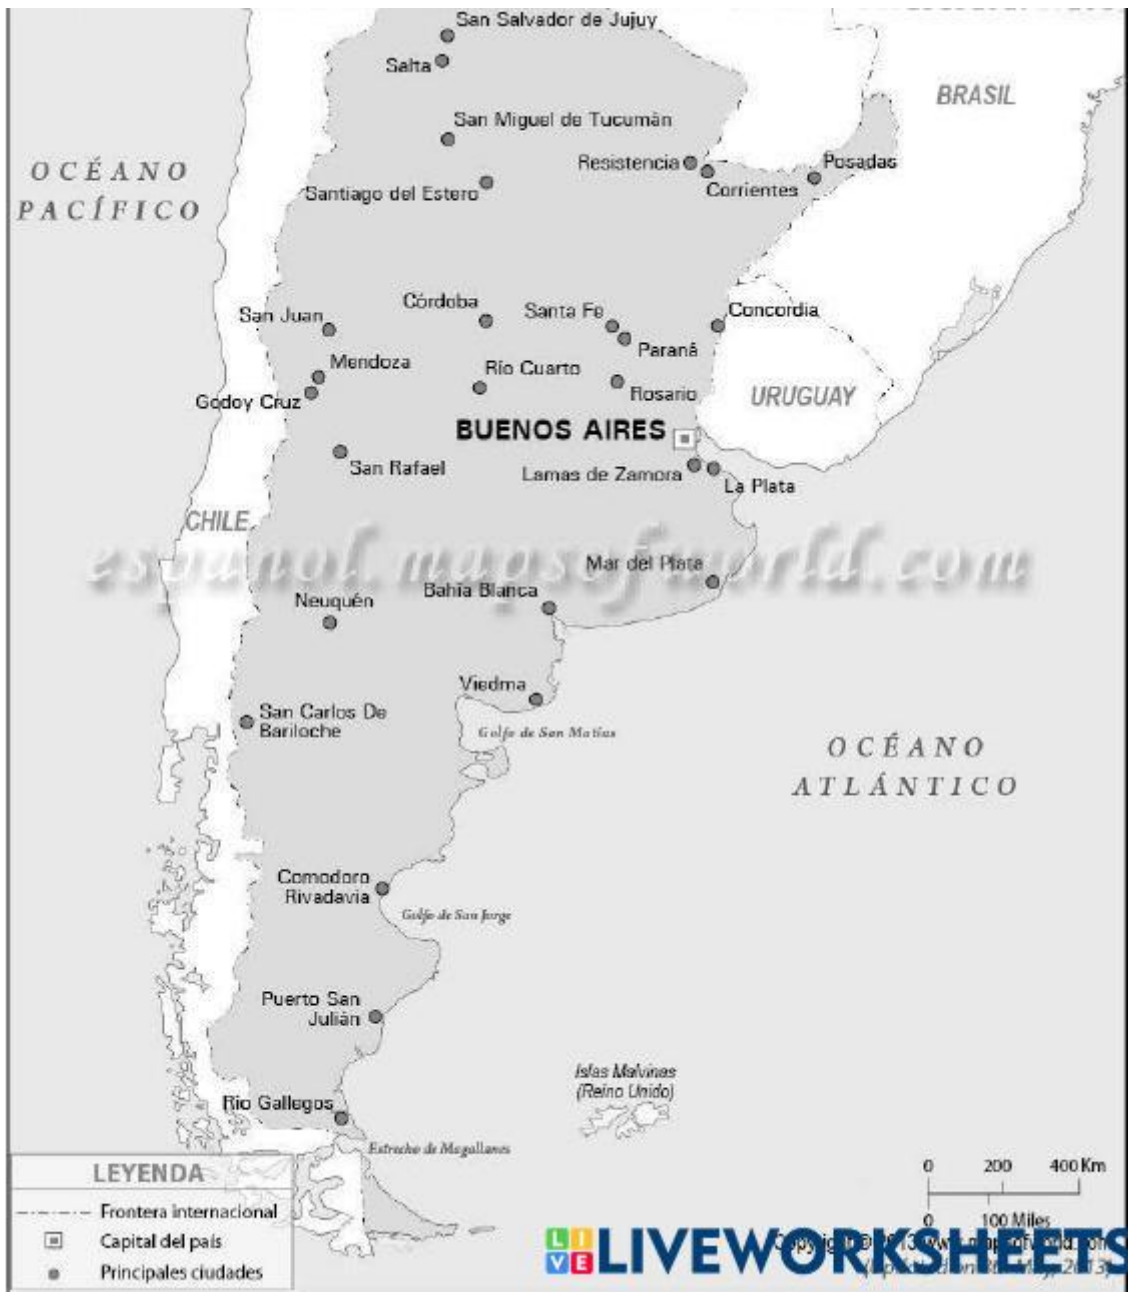 San Salvador de Jujuy
Salta
BRASIL
San Miguel de Tucumàn
OCÉANO
PACÍFICO
Resistencia
Posadas
Corrientes
Santiago del Estero
Córdoba
Santa Fe
Concordia
San Juan
Paranà
Mendoza
Río Cuarto
Godoy Cruz
Rosario
URUGUAY
BUENOS AIRES
San Rafael
Lamas de Zamora
La Plata
CHILE
espanol.mapsofworld.com
Mar del Plata
Bahía Blanca
Neuquén
Viedma
San Carlos De
Bariloche
Golfo de San Matías
OCÉANO
ATLÁNTICO
Comodoro
Rivadavia
Golfo de San Jorge
Puerto San
Julián
Islas Malvinas
(Reino Unido)
Río Gallegos
Estrecho de Magallanes
LEYENDA
Frontera internacional
Capital del país
Principales ciudades
0 200 400 Km
0 100 Miles
LIVE LIVEWORKSHEETS